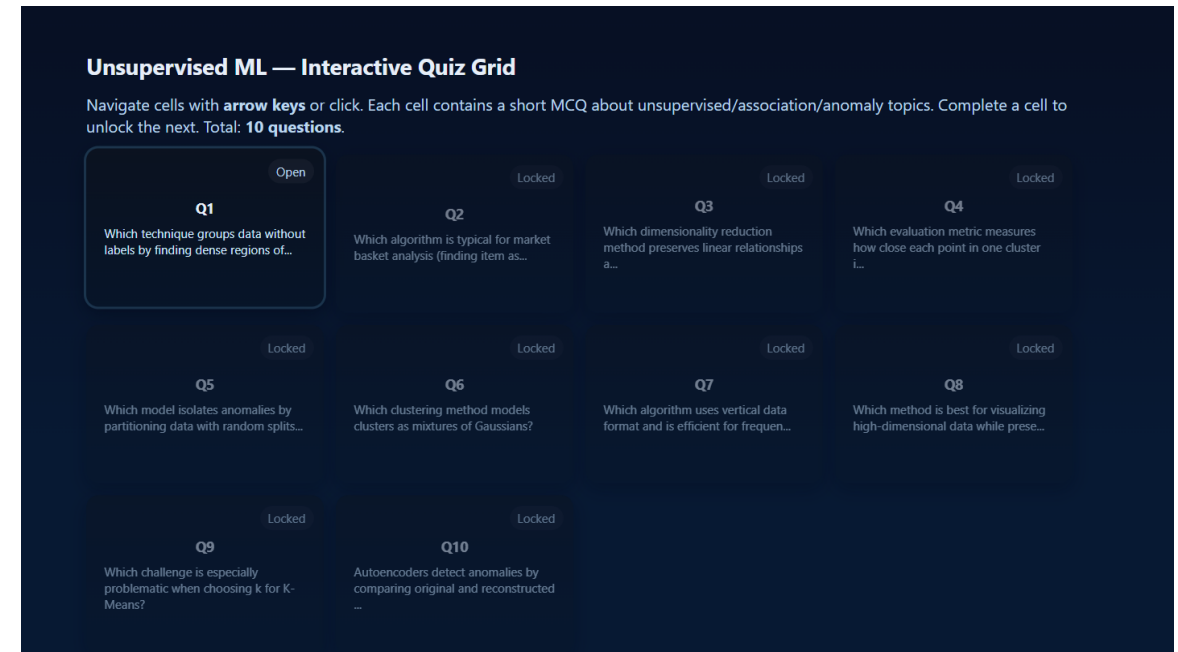 Unsupervised ML — Interactive Quiz Grid
Navigate cells with arrow keys or click. Each cell contains a short MCQ about unsupervised/association/anomaly topics. Complete a cell to
unlock the next. Total: 10 questions.
Open
Q1
Which technique groups data without
labels by finding dense regions of...
Locked
Q2
Which algorithm is typical for market
basket analysis (finding item as...
Locked
Q3
Which dimensionality reduction
method preserves linear relationships
a...
Locked
Q4
Which evaluation metric measures
how close each point in one cluster
i...
Locked
Q5
Which model isolates anomalies by
partitioning data with random splits...
Locked
Q6
Which clustering method models
clusters as mixtures of Gaussians?
Locked
Q7
Which algorithm uses vertical data
format and is efficient for frequen...
Locked
Q8
Which method is best for visualizing
high-dimensional data while prese...
Locked
Q9
Which challenge is especially
problematic when choosing k for K-
Means?
Locked
Q10
Autoencoders detect anomalies by
comparing original and reconstructed
...